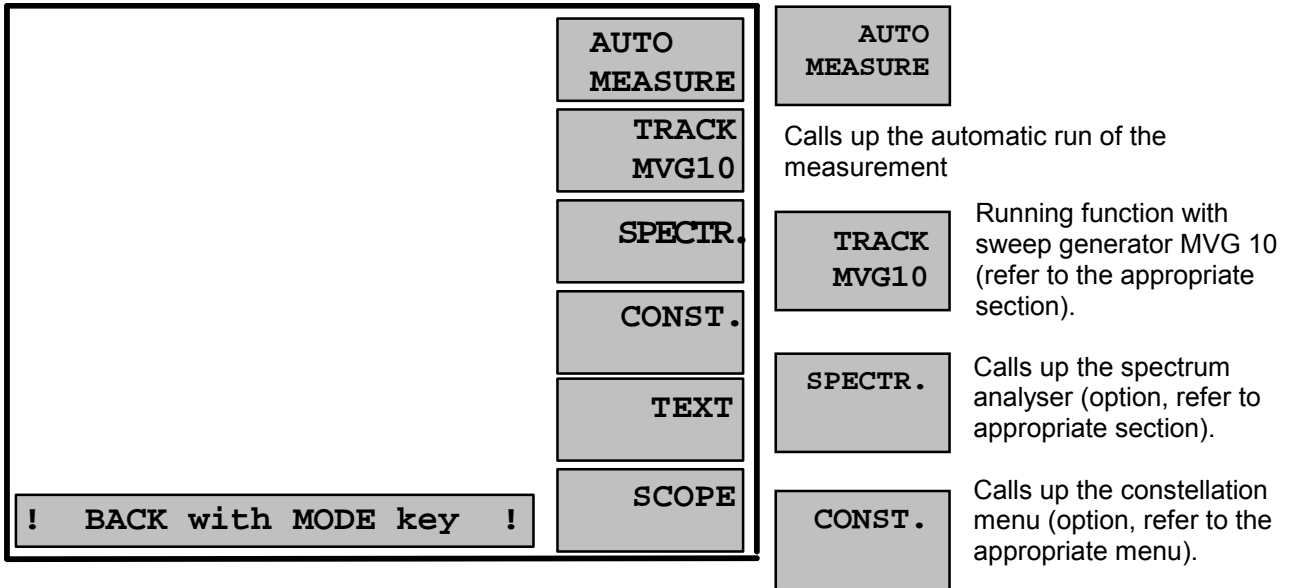 AUTO
MEASURE
TRACK
MVG10
SPECTR.
CONST.
TEXT
SCOPE
! BACK with MODE key !
AUTO
MEASURE
Calls up the automatic run of the
measurement
TRACK
MVG10
Running function with
sweep generator MVG 10
(refer to the appropriate
section).
SPECTR.
Calls up the spectrum
analyser (option, refer to
appropriate section).
CONST.
Calls up the constellation
menu (option, refer to the
appropriate menu).